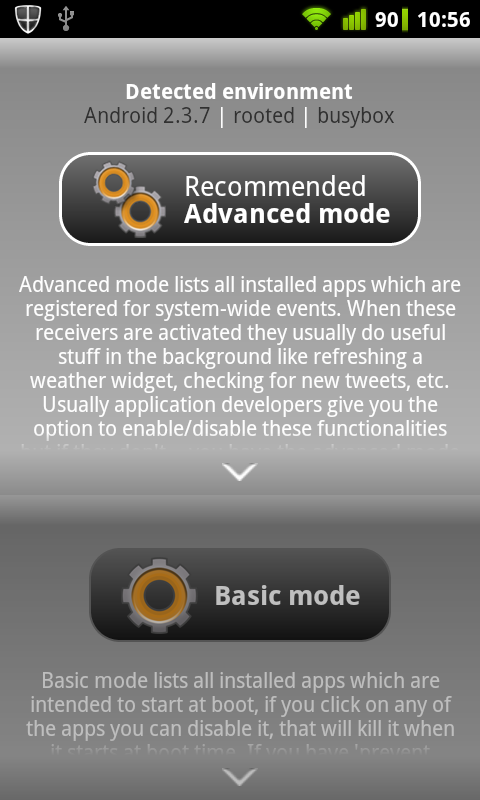 90 10:56
Detected environment
Android 2.3.7 | rooted | busybox
Recommended
Advanced mode
Advanced mode lists all installed apps which are
registered for system-wide events. When these
receivers are activated they usually do useful
stuff in the background like refreshing a
weather widget, checking for new tweets, etc.
Usually application developers give you the
option to enable/disable these functionalities
Basic mode
Basic mode lists all installed apps which are
intended to start at boot, if you click on any of
the apps you can disable it, that will kill it when
it starts at boot time. If you have 'prevent